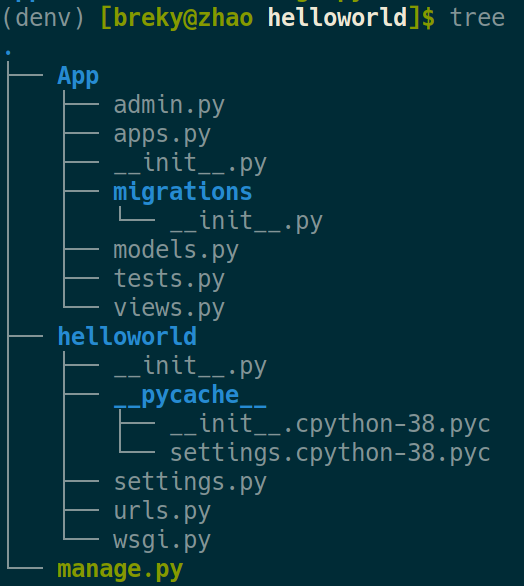 (denv) [breky@zhao helloworld]$ tree
.
├── App
│   ├── admin.py
│   ├── apps.py
│   ├── __init__.py
│   ├── migrations
│   │   └── __init__.py
│   ├── models.py
│   ├── tests.py
│   └── views.py
├── helloworld
│   ├── __init__.py
│   ├── __pycache__
│   │   ├── __init__.cpython-38.pyc
│   │   └── settings.cpython-38.pyc
│   ├── settings.py
│   ├── urls.py
│   └── wsgi.py
└── manage.py